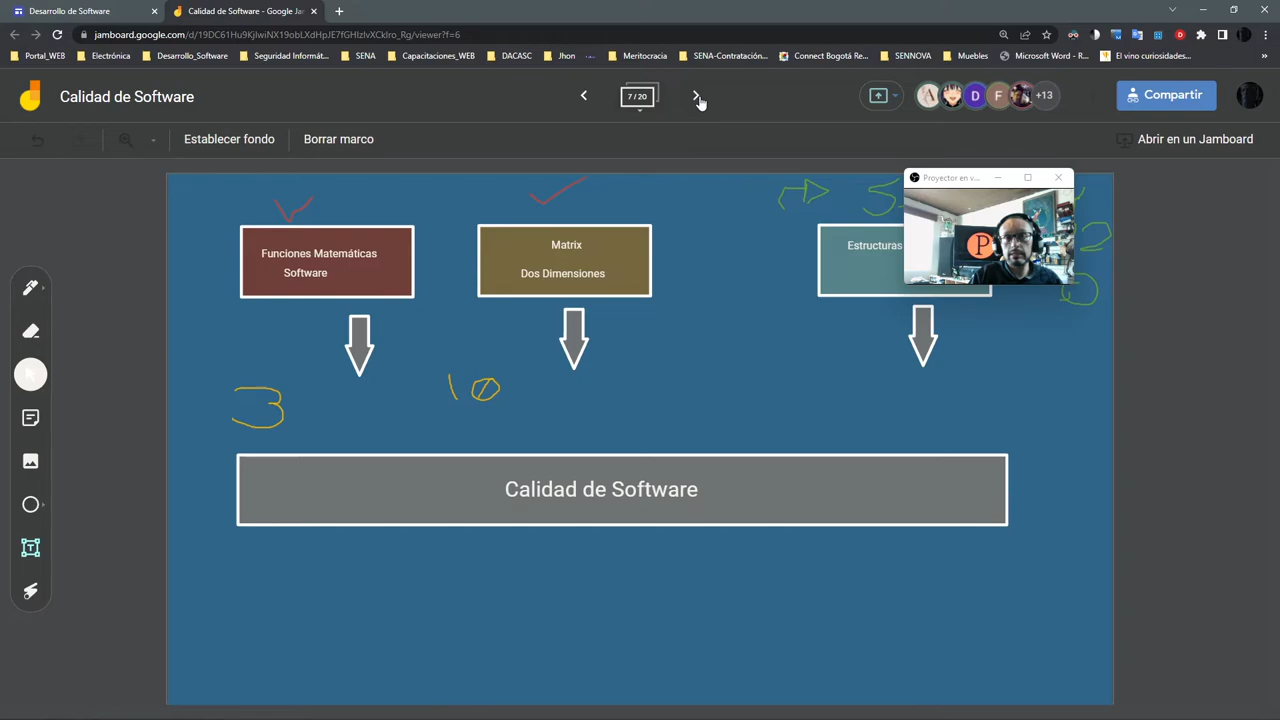 Desarrollo de Software
Calidad de Software - Google Jam
jamboard.google.com/d/
/viewer?f=6
Portal_WEB
Electrónica
Desarrollo_Software
Seguridad Informát...
SENA
Capacitaciones_WEB
DACASC
Jhon
Meritocracia
SENA-Contratación...
Connect Bogotá Re...
SENNOVA
Muebles
Microsoft Word - R...
El vino curiosidades...
Calidad de Software
7 / 20
D
F
+13
Compartir
Establecer fondo
Borrar marco
Abrir en un Jamboard
Proyector en v...
P
Funciones Matemáticas
Software
Matrix
Dos Dimensiones
Estructuras
3
10
Calidad de Software